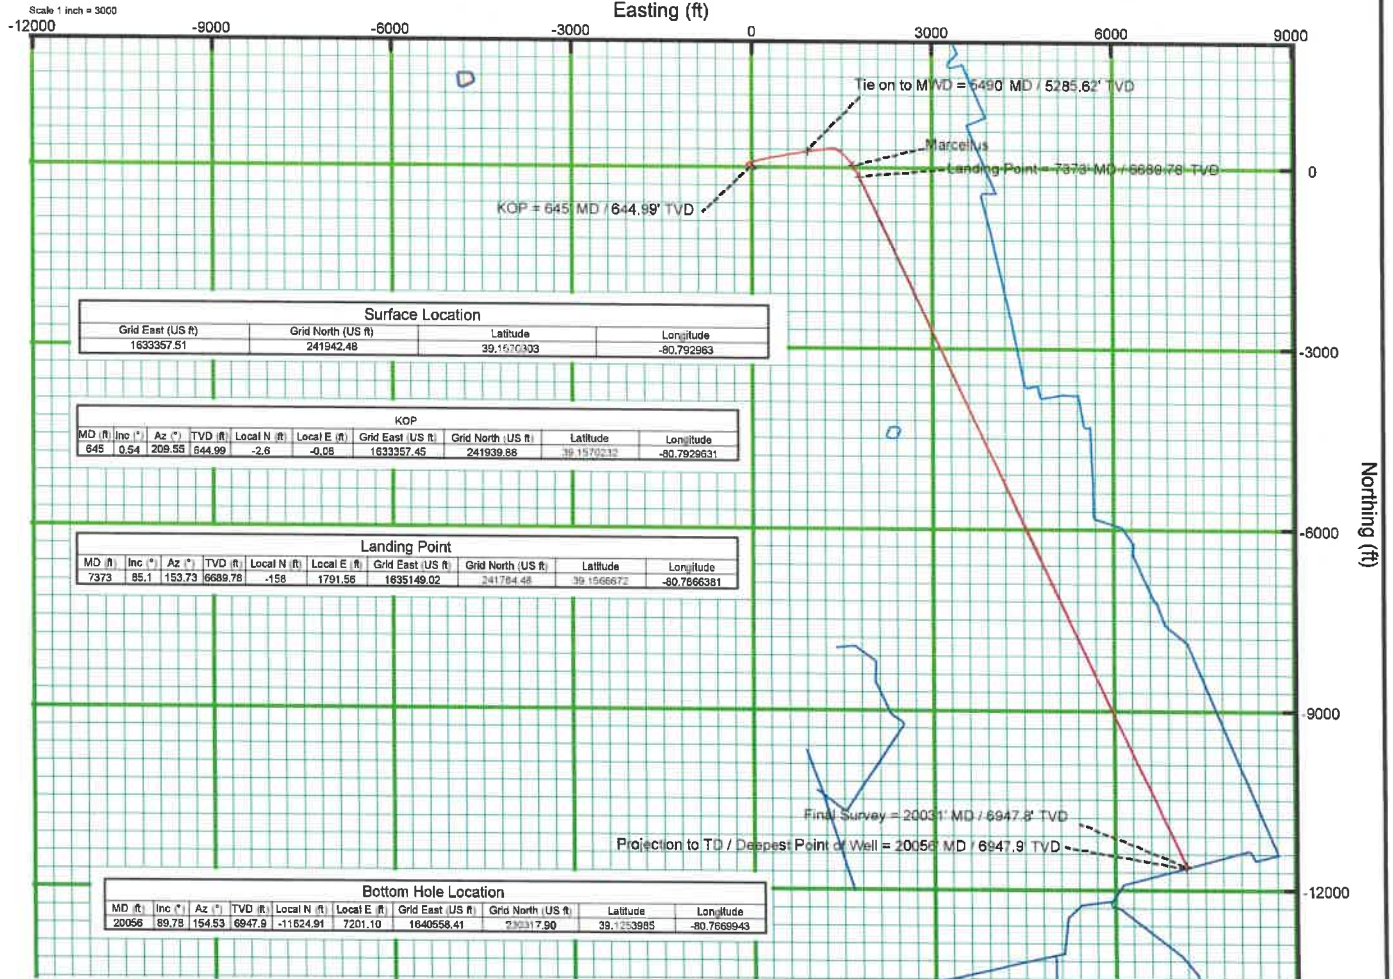 Scale 1 inch = 3000
Easting (ft)
-12000 -9000 -6000 -3000 0 3000 6000 9000
Tie on to MWD = 5490' MD / 5285.62' TVD
Marcellus
Landing Point = 7373' MD / 6689.78' TVD
0
KOP = 645' MD / 644.99' TVD
Surface Location
Grid East (US ft) Grid North (US ft) Latitude Longitude
1633357.51 241942.48 -80.792963
-3000
KOP
MD (ft) Inc (°) Az (°) TVD (ft) Local N (ft) Local E (ft) Grid East (US ft) Grid North (US ft) Latitude Longitude
645 0.54 209.55 644.99 -2.6 -0.06 1633357.45 241939.88 39.1570232 -80.7929631
Northing (ft)
-6000
Landing Point
MD (ft) Inc (°) Az (°) TVD (ft) Local N (ft) Local E (ft) Grid East (US ft) Grid North (US ft) Latitude Longitude
7373 85.1 153.73 6689.78 -158 1791.56 1635149.02 241784.48 39.1566672
-9000
Final Survey = 20031' MD / 6947.8' TVD
Projection to TD / Deepest Point of Well = 20056' MD / 6947.9' TVD
-12000
Bottom Hole Location
MD (ft) Inc (°) Az (°) TVD (ft) Local N (ft) Local E (ft) Grid East (US ft) Grid North (US ft) Latitude Longitude
20056 89.78 154.53 6947.9 -11624.91 7201.10 1640558.41 39.1253985 -80.7669943